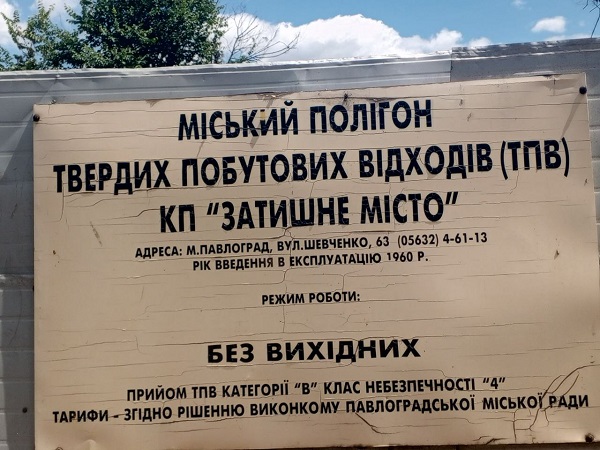 МІСЬКИЙ ПОЛІГОН
ТВЕРДИХ ПОБУТОВИХ ВІДХОДІВ (ТПВ)
КП "ЗАТИШНЕ МІСТО"
АДРЕСА: М.ПАВЛОГРАД, ВУЛ.ШЕВЧЕНКО, 63 (05632) 4-61-13
РІК ВВЕДЕННЯ В ЕКСПЛУАТАЦІЮ 1960 Р.
РЕЖИМ РОБОТИ:
БЕЗ ВИХІДНИХ
ПРИЙОМ ТПВ КАТЕГОРІЇ "В" КЛАС НЕБЕЗПЕЧНОСТІ "4"
ТАРИФИ - ЗГІДНО РІШЕННЮ ВИКОНКОМУ ПАВЛОГРАДСЬКОЇ МІСЬКОЇ РАДИ